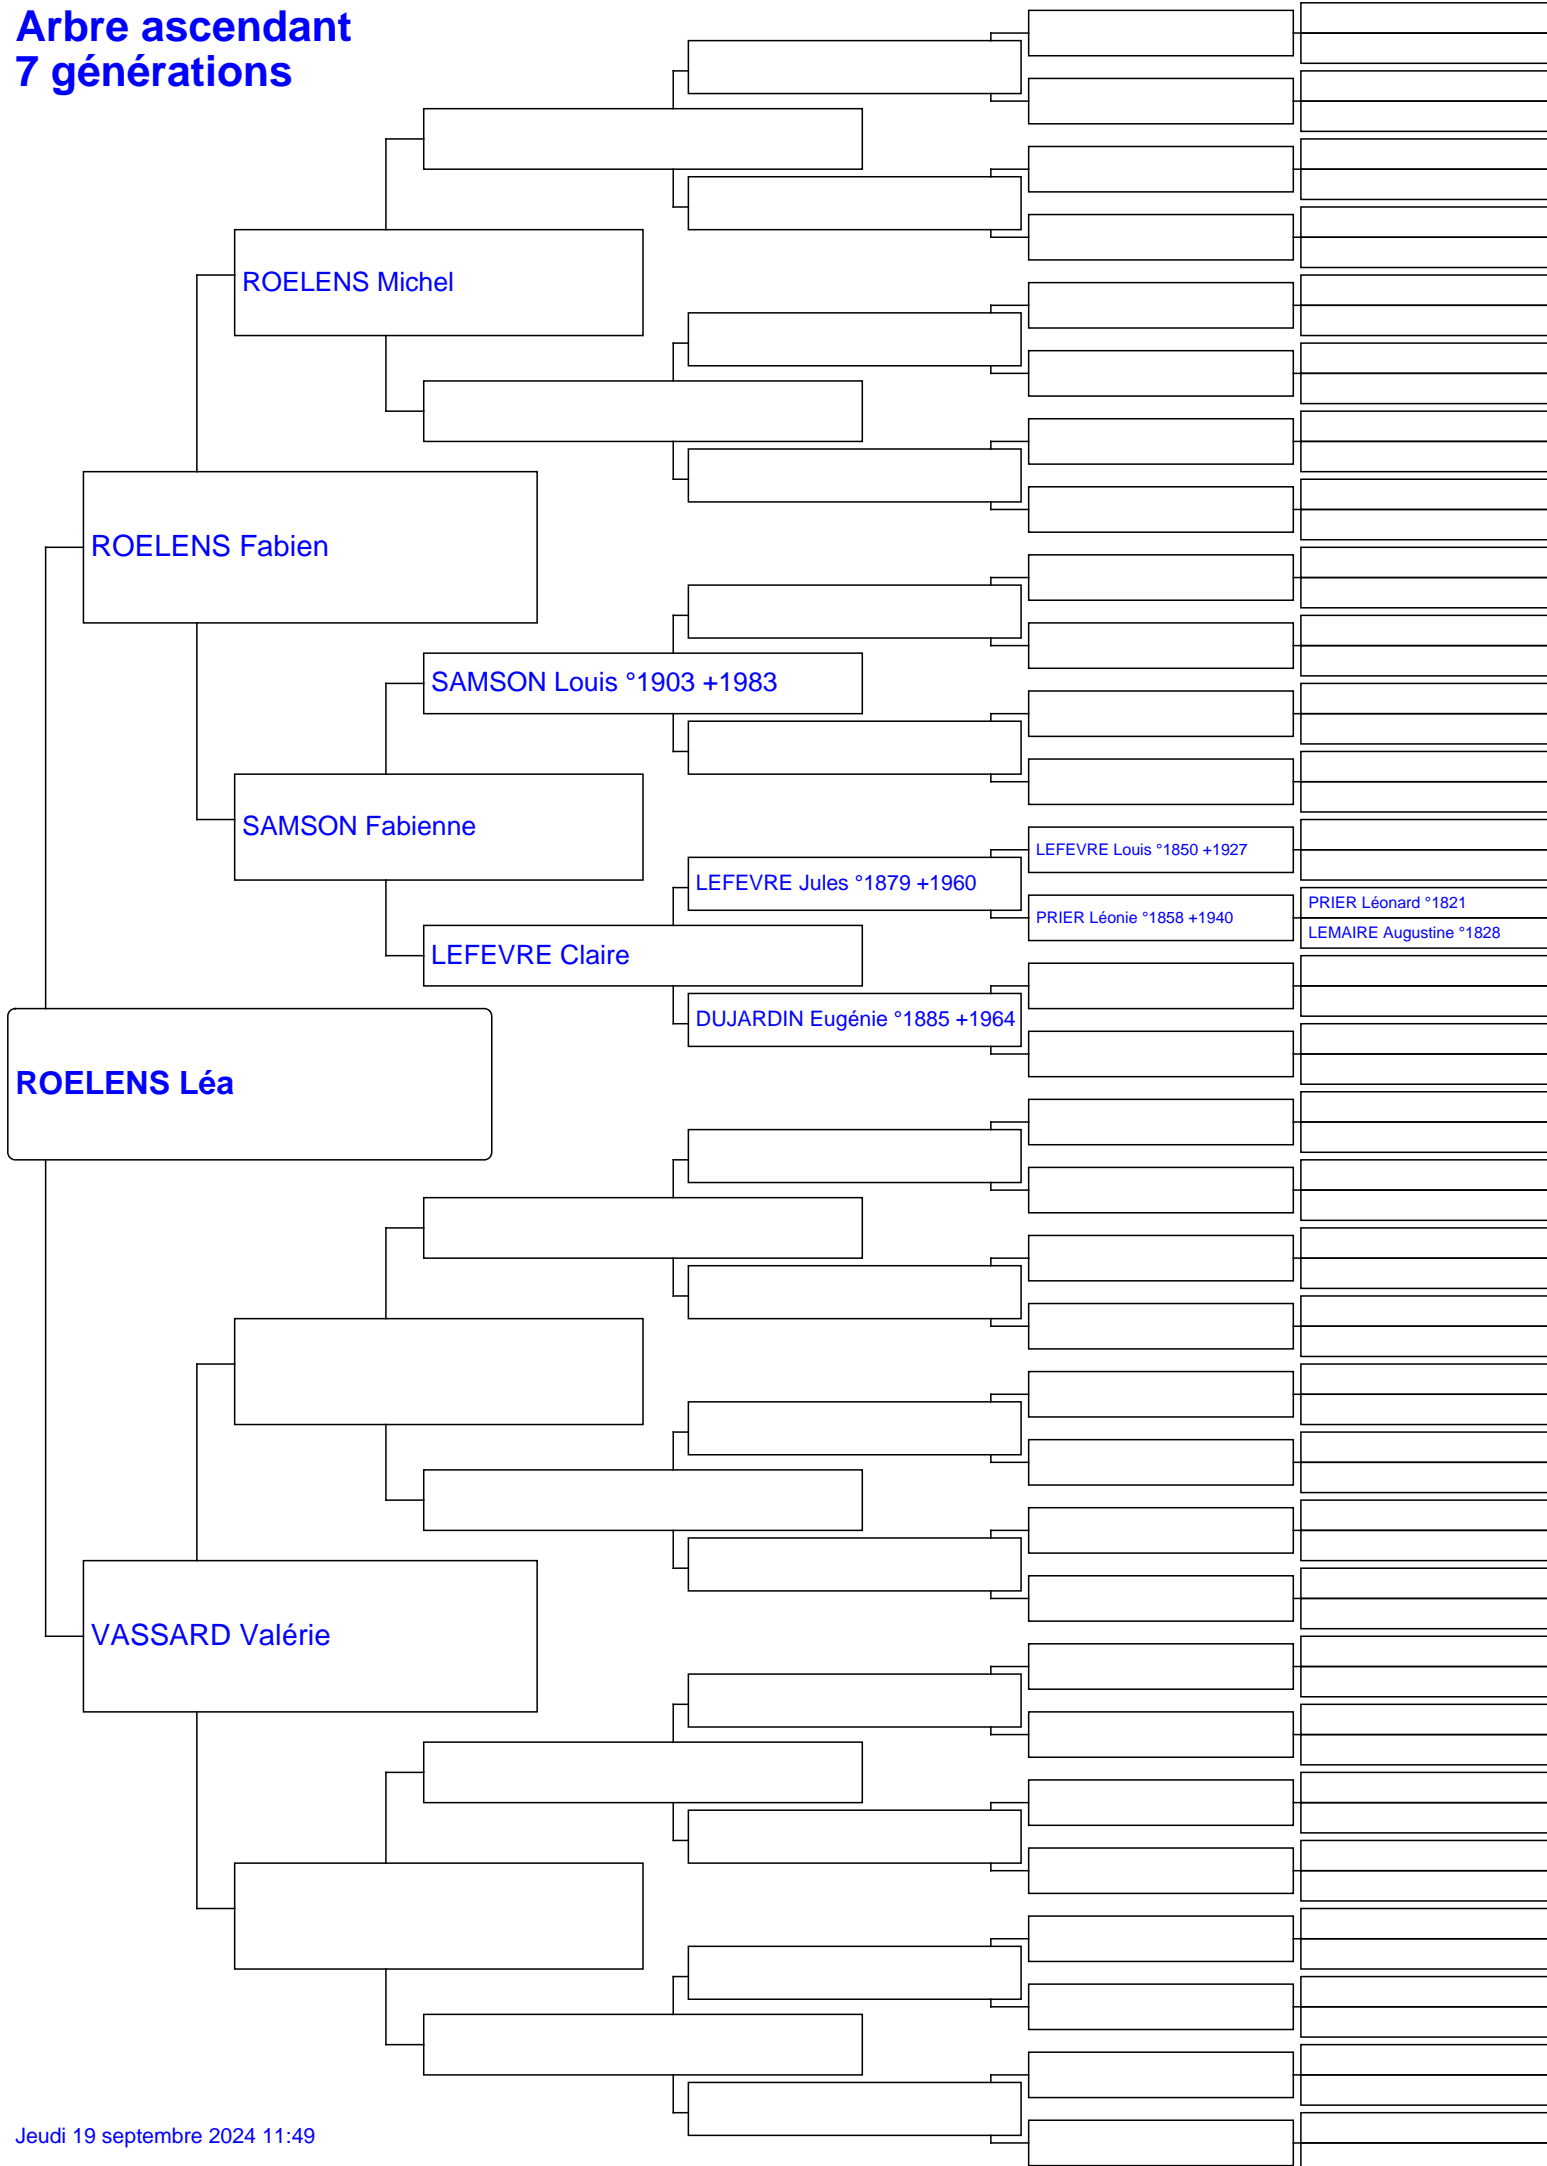 Arbre ascendant
7 générations
ROELENS Michel
ROELENS Fabien
SAMSON Louis °1903 +1983
SAMSON Fabienne
LEFEVRE Louis °1850 +1927
LEFEVRE Jules °1879 +1960
PRIER Léonard °1821
PRIER Léonie °1858 +1940
LEMAIRE Augustine °1828
LEFEVRE Claire
DUJARDIN Eugénie °1885 +1964
ROELENS Léa
VASSARD Valérie
Jeudi 19 septembre 2024 11:49